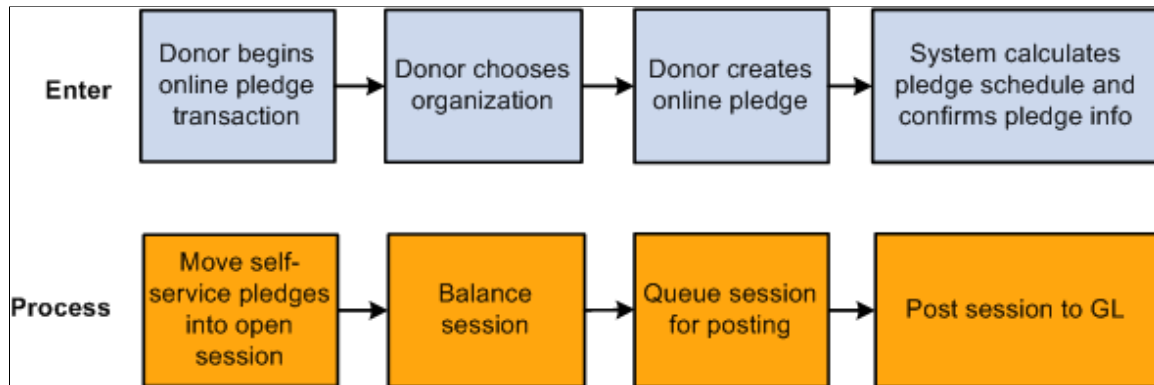 Enter
Donor begins
online pledge
transaction
Donor chooses
organization
Donor creates
online pledge
System calculates
pledge schedule and
confirms pledge info
Process
Move self-
service pledges
into open
session
Balance
session
Queue session
for posting
Post session to GL